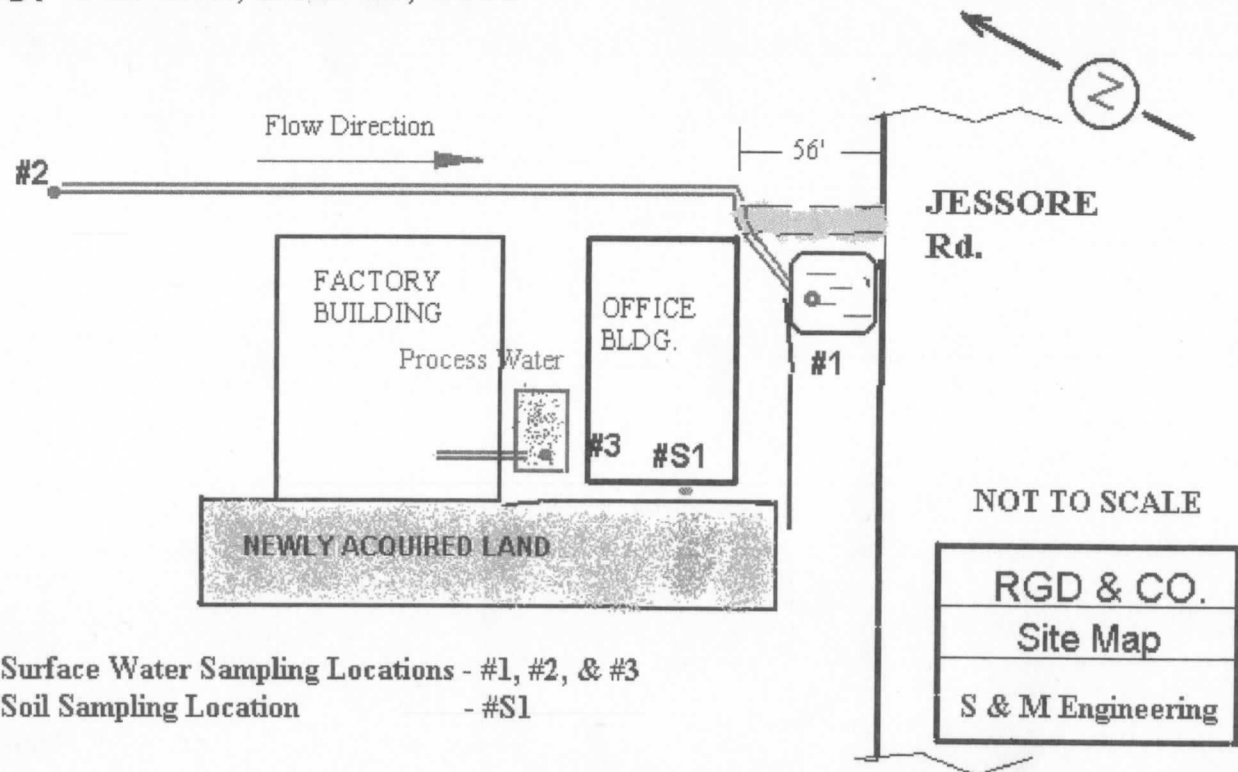 Flow Direction
56'
N
#2
JESSORE
Rd.
FACTORY
BUILDING
OFFICE
BLDG.
Process Water
#1
#3
#S1
NOT TO SCALE
NEWLY ACQUIRED LAND
RGD & CO.
Site Map
S & M Engineering
Surface Water Sampling Locations - #1, #2, & #3
Soil Sampling Location - #S1